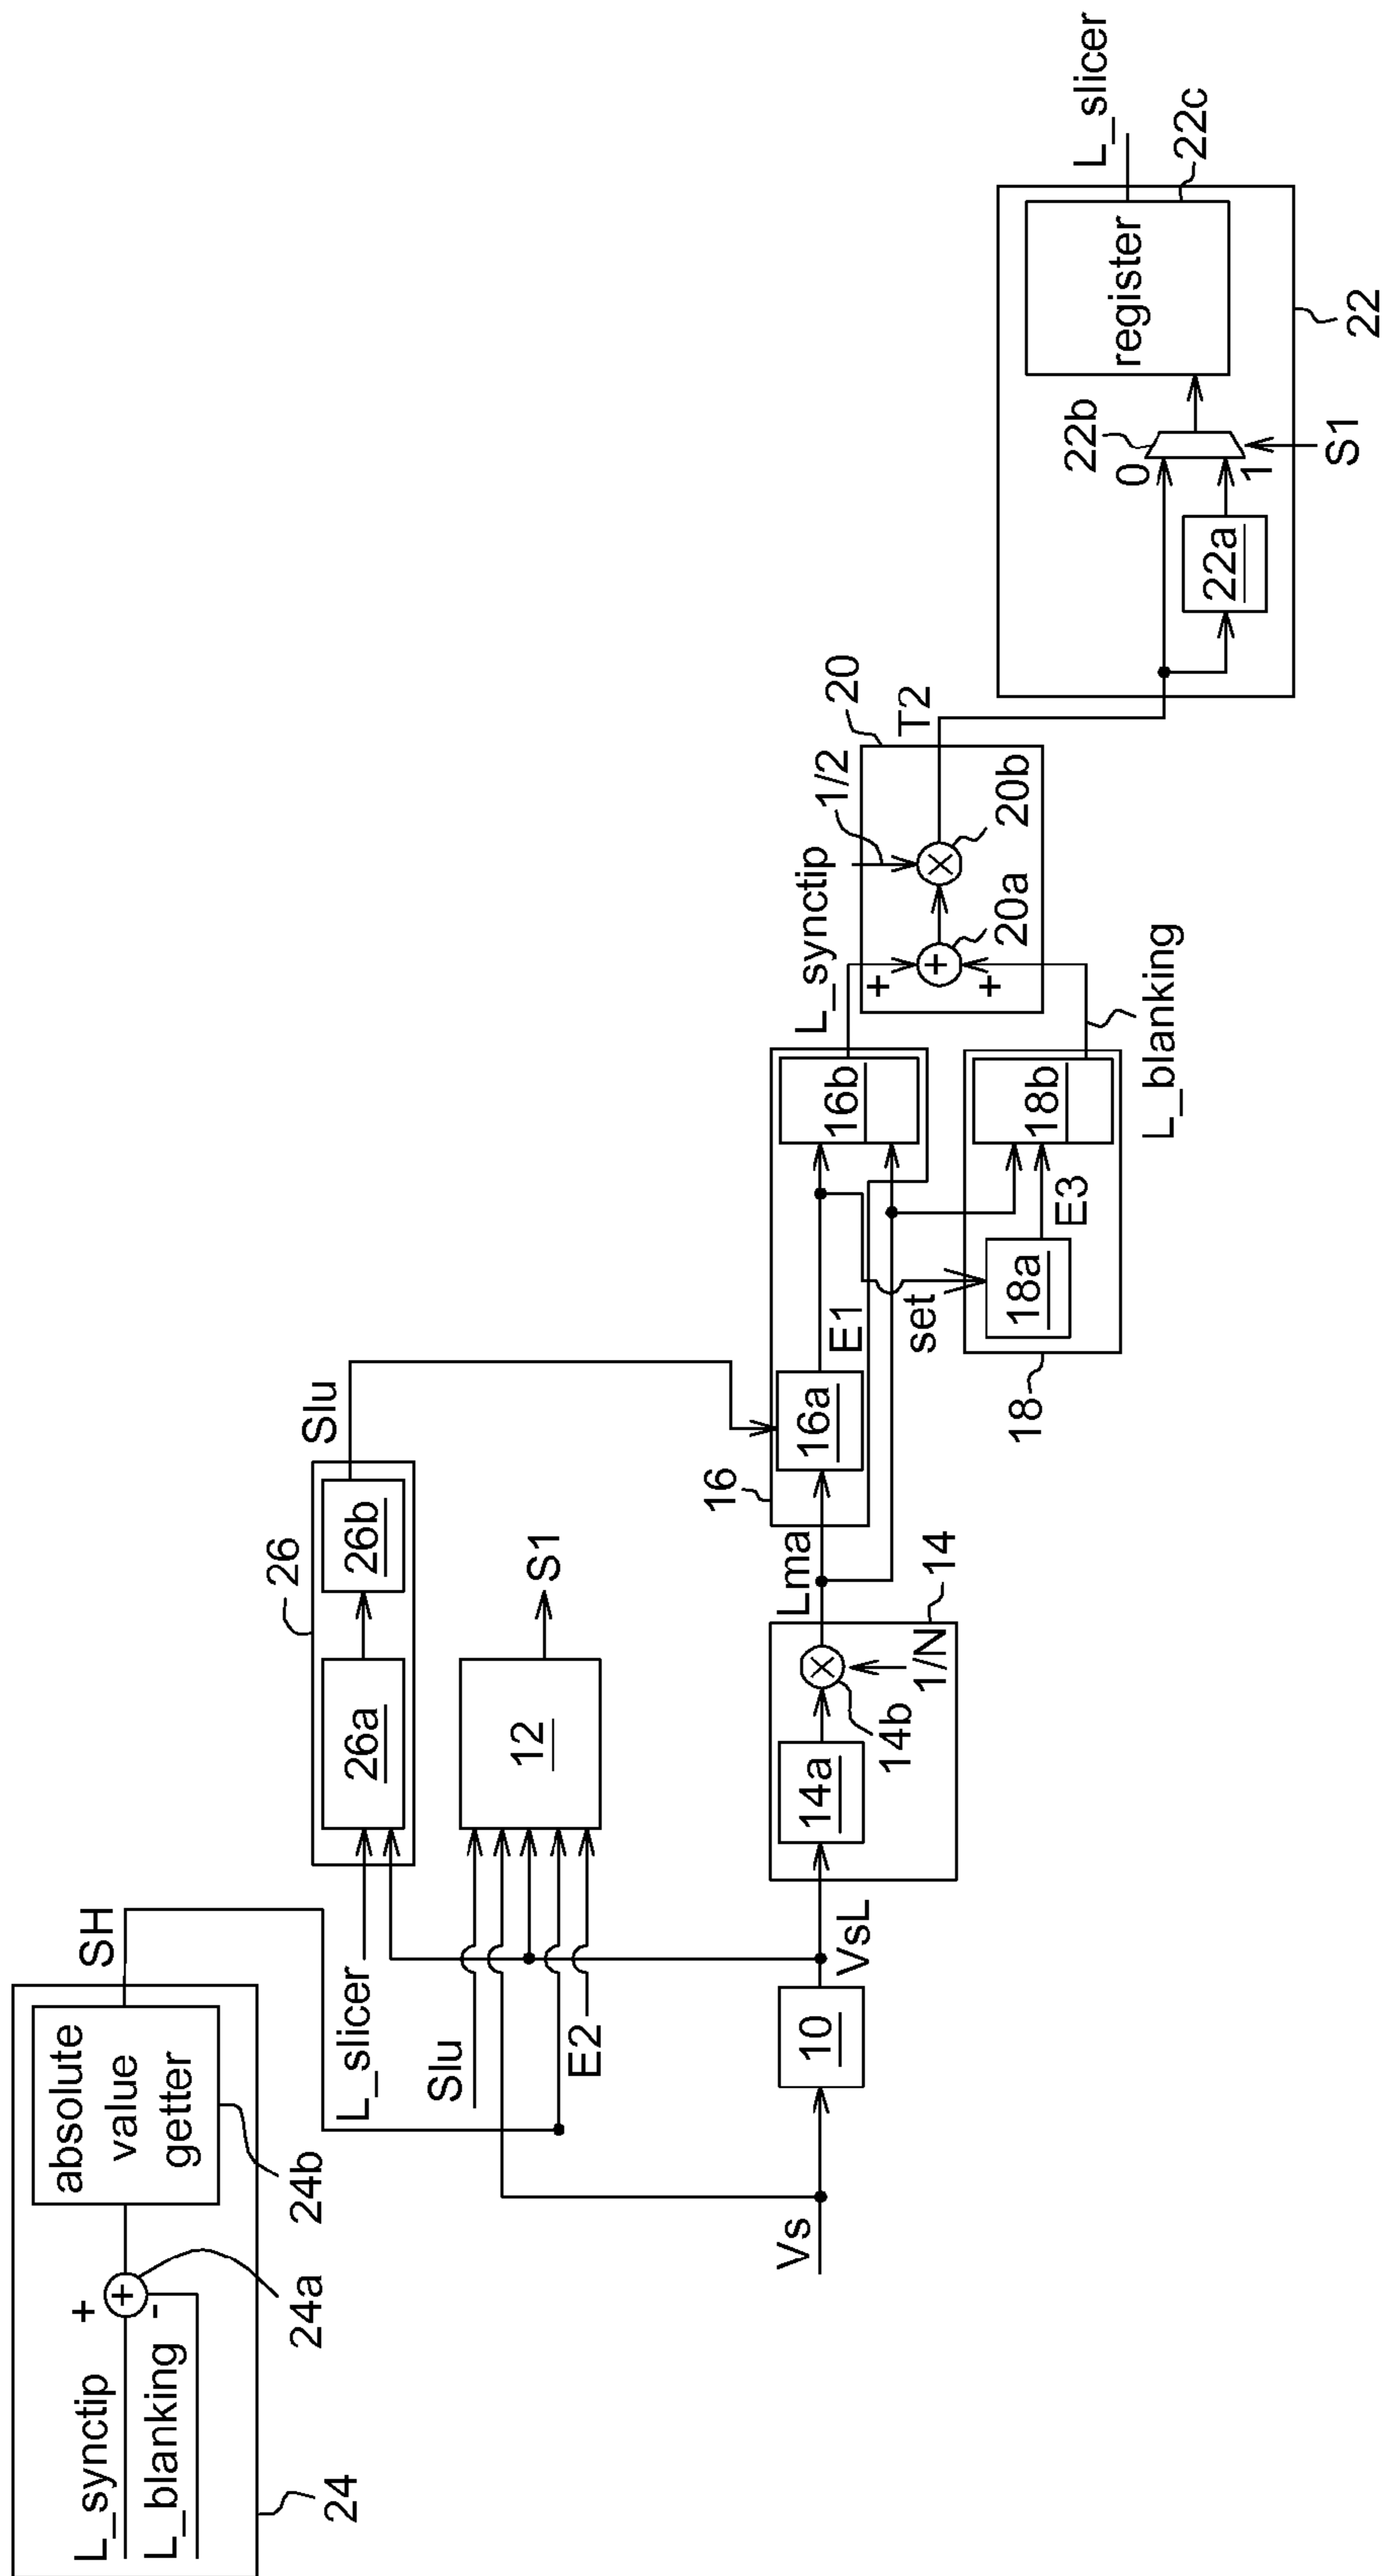 L_synctip
L_blanking
+
-
+
24a
absolute
value
getter
24b
24
SH
L_slicer
26a
26b
26
Slu
Slu
E2
12
S1
Vs
10
VsL
14a
14b
1/N
14
Lma
16
16a
E1
16b
set
18a
E3
18b
18
L_synctip
L_blanking
+
+
+
20a
1/2
20b
20
T2
22a
0
1
22b
S1
register
22c
22
L_slicer